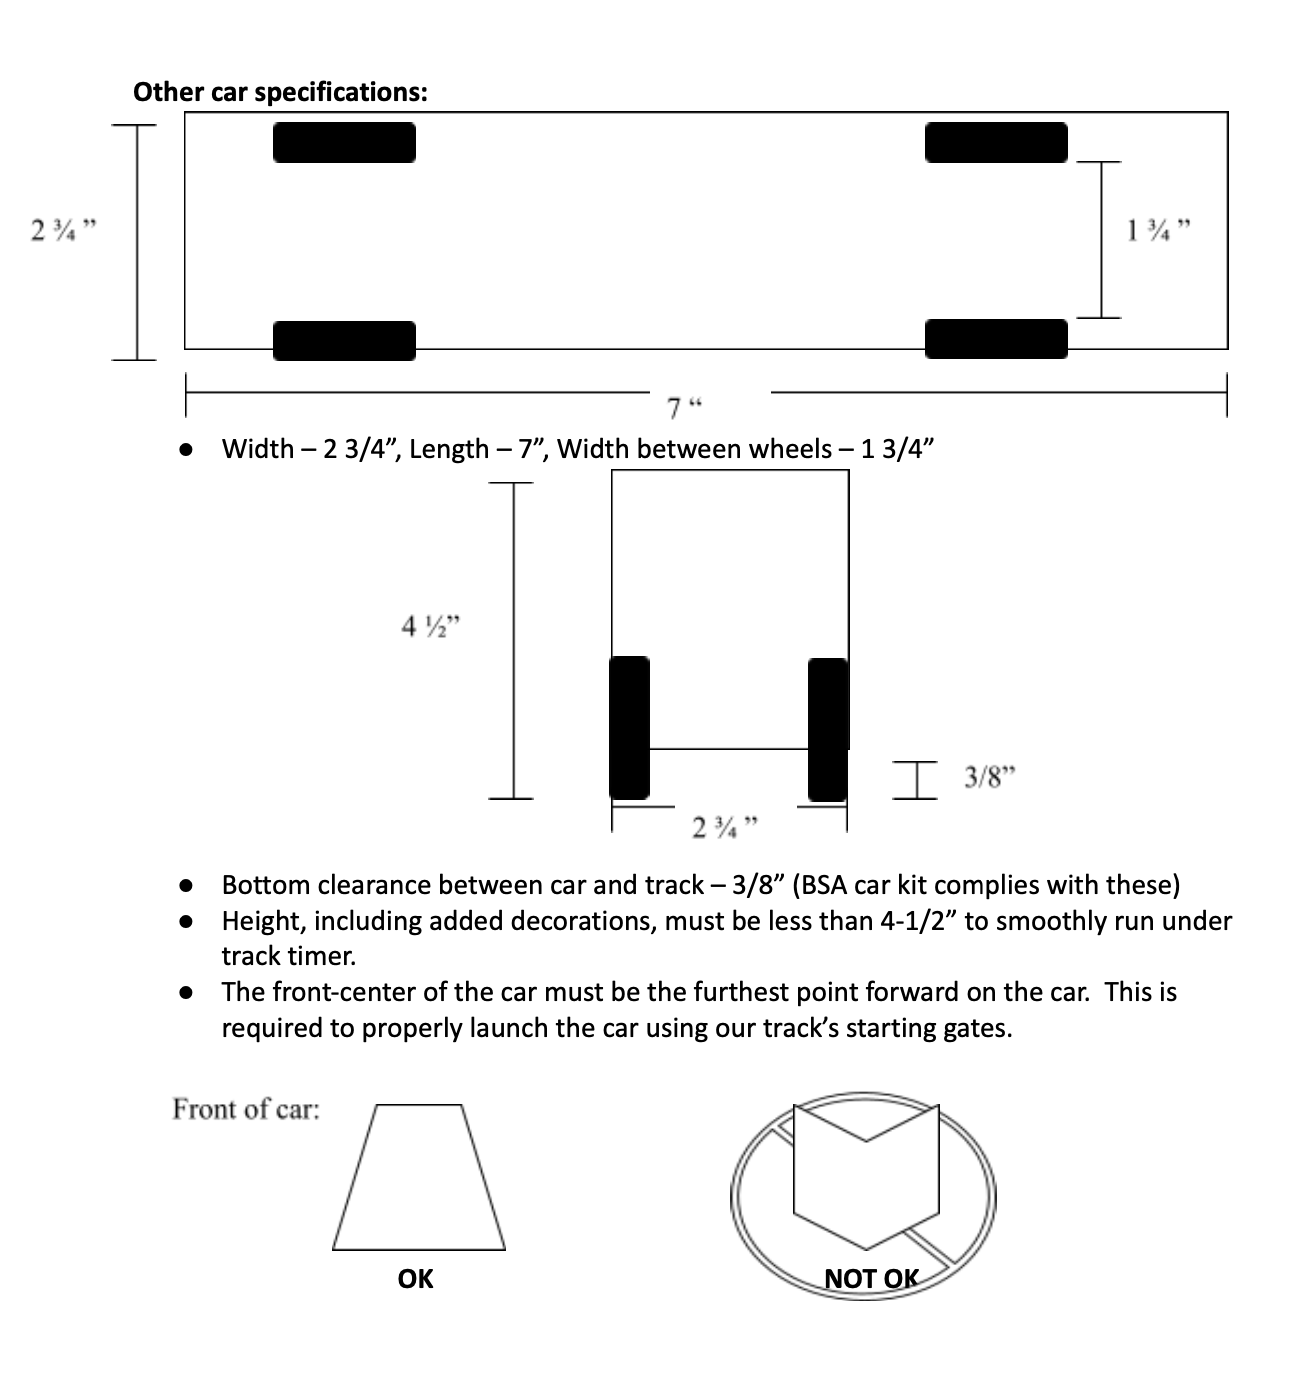 Other car specifications:
2 ¾ ”
1 ¾ ”
7 “
● Width – 2 3/4”, Length – 7”, Width between wheels – 1 3/4”
4 ½”
3/8”
2 ¾ ”
● Bottom clearance between car and track – 3/8” (BSA car kit complies with these)
● Height, including added decorations, must be less than 4-1/2” to smoothly run under
track timer.
● The front-center of the car must be the furthest point forward on the car.  This is
required to properly launch the car using our track’s starting gates.
Front of car:
OK
NOT OK